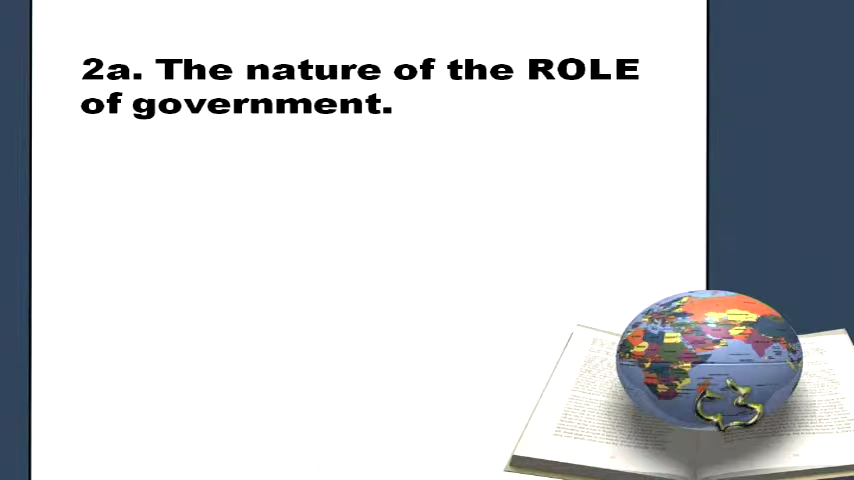 2a. The nature of the ROLE
of government.